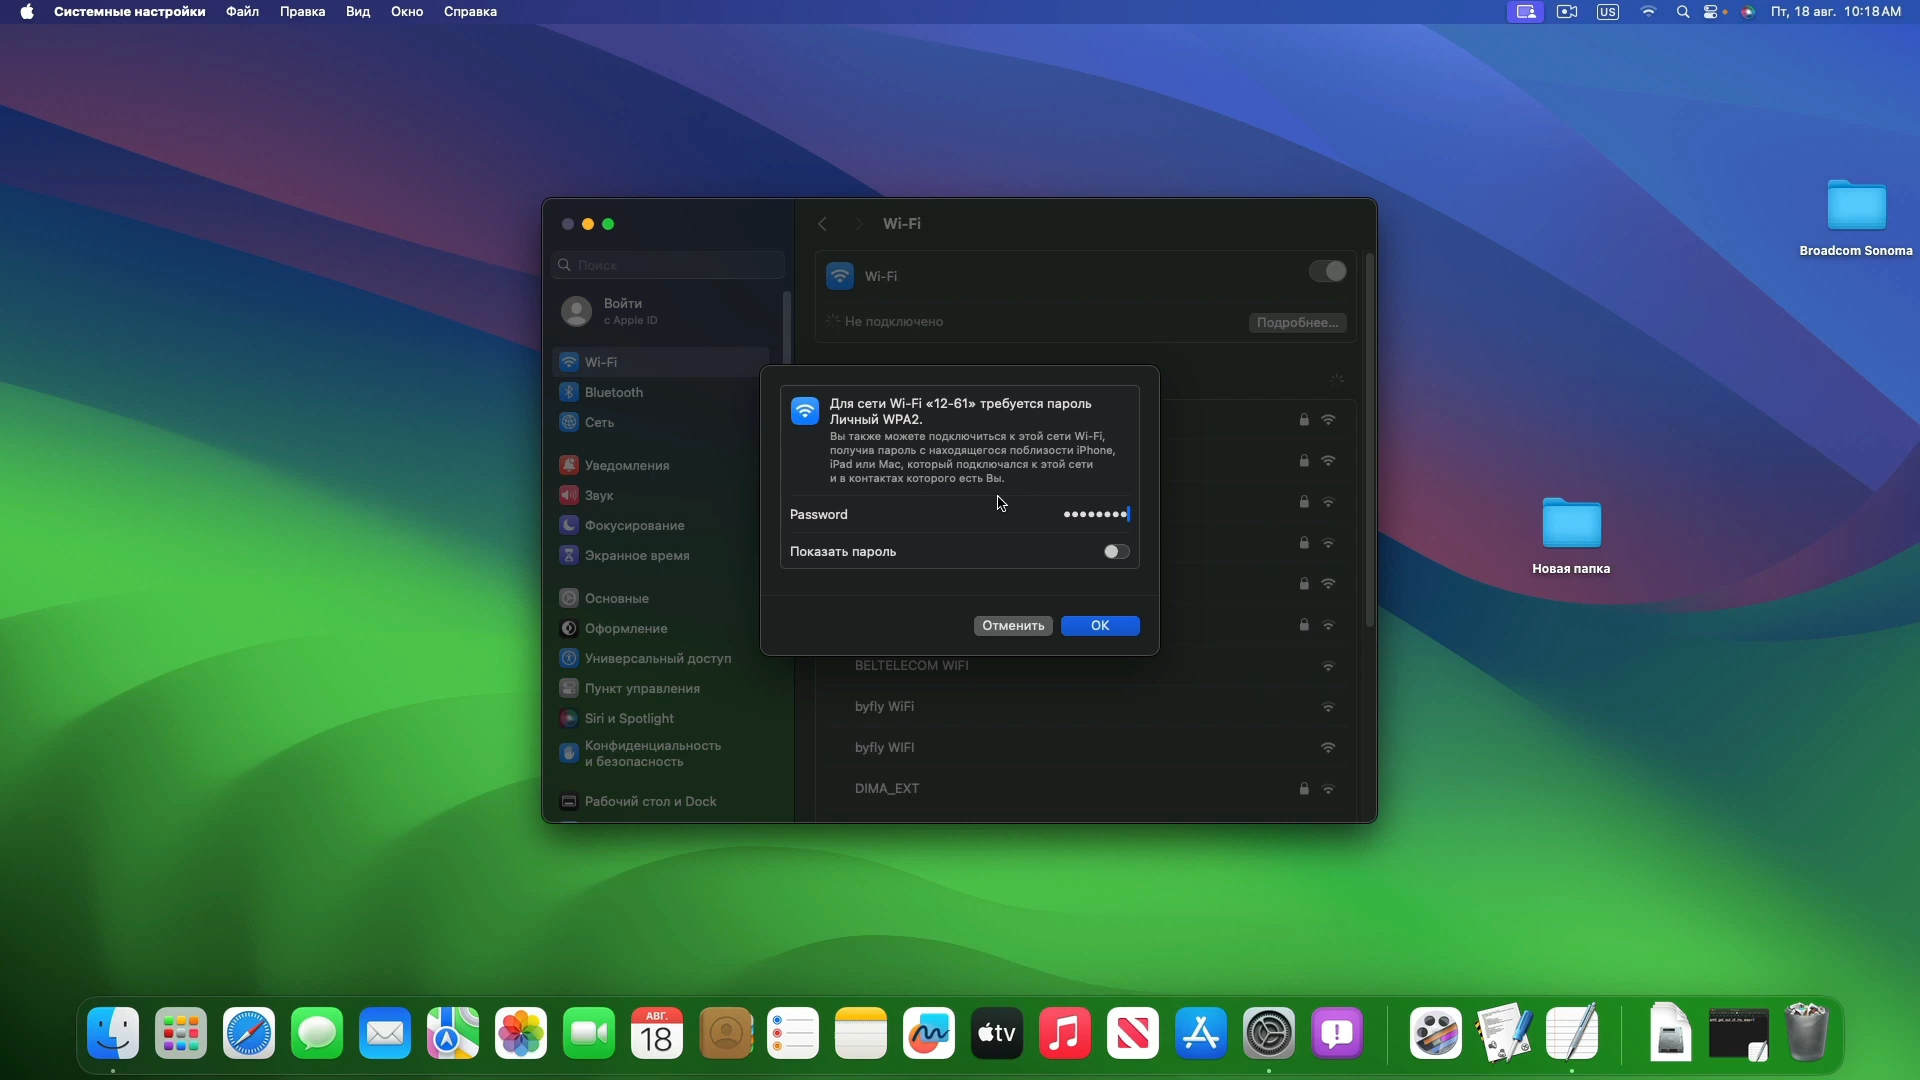 Системные настройки Файл Правка Вид Окно Справка US Пт, 18 авг. 10:18 AM
Broadcom Sonoma
Новая папка
Поиск
Войти
с Apple ID
Wi-Fi
Bluetooth
Сеть
Уведомления
Звук
Фокусирование
Экранное время
Основные
Оформление
Универсальный доступ
Пункт управления
Siri и Spotlight
Конфиденциальность
и безопасность
Рабочий стол и Dock
Wi-Fi
Wi-Fi
Не подключено Подробнее...
Для сети Wi-Fi «12-61» требуется пароль
Личный WPA2.
Вы также можете подключиться к этой сети Wi-Fi,
получив пароль с находящегося поблизости iPhone,
iPad или Mac, который подключался к этой сети
и в контактах которого есть Вы.
Password
Показать пароль
Отменить OK
BELTELECOM WIFI
byfly WiFi
byfly WIFI
DIMA_EXT
АВГ.
18
tv